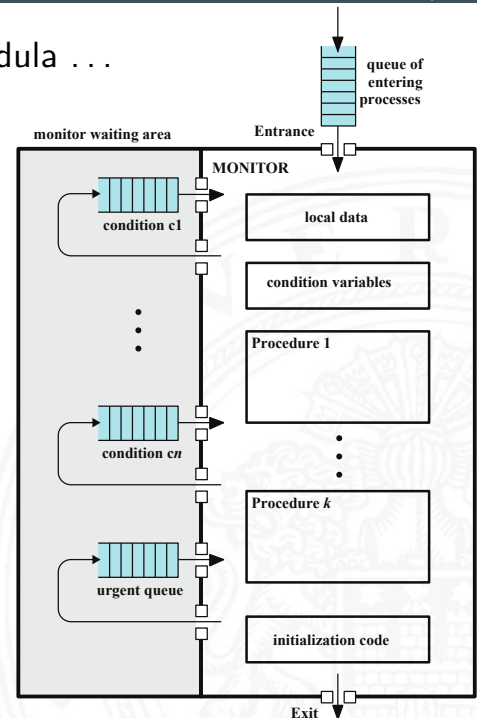 dula ...
queue of
entering
processes
monitor waiting area
Entrance
MONITOR
condition c1
local data
condition variables
Procedure 1
condition cn
Procedure k
urgent queue
initialization code
Exit